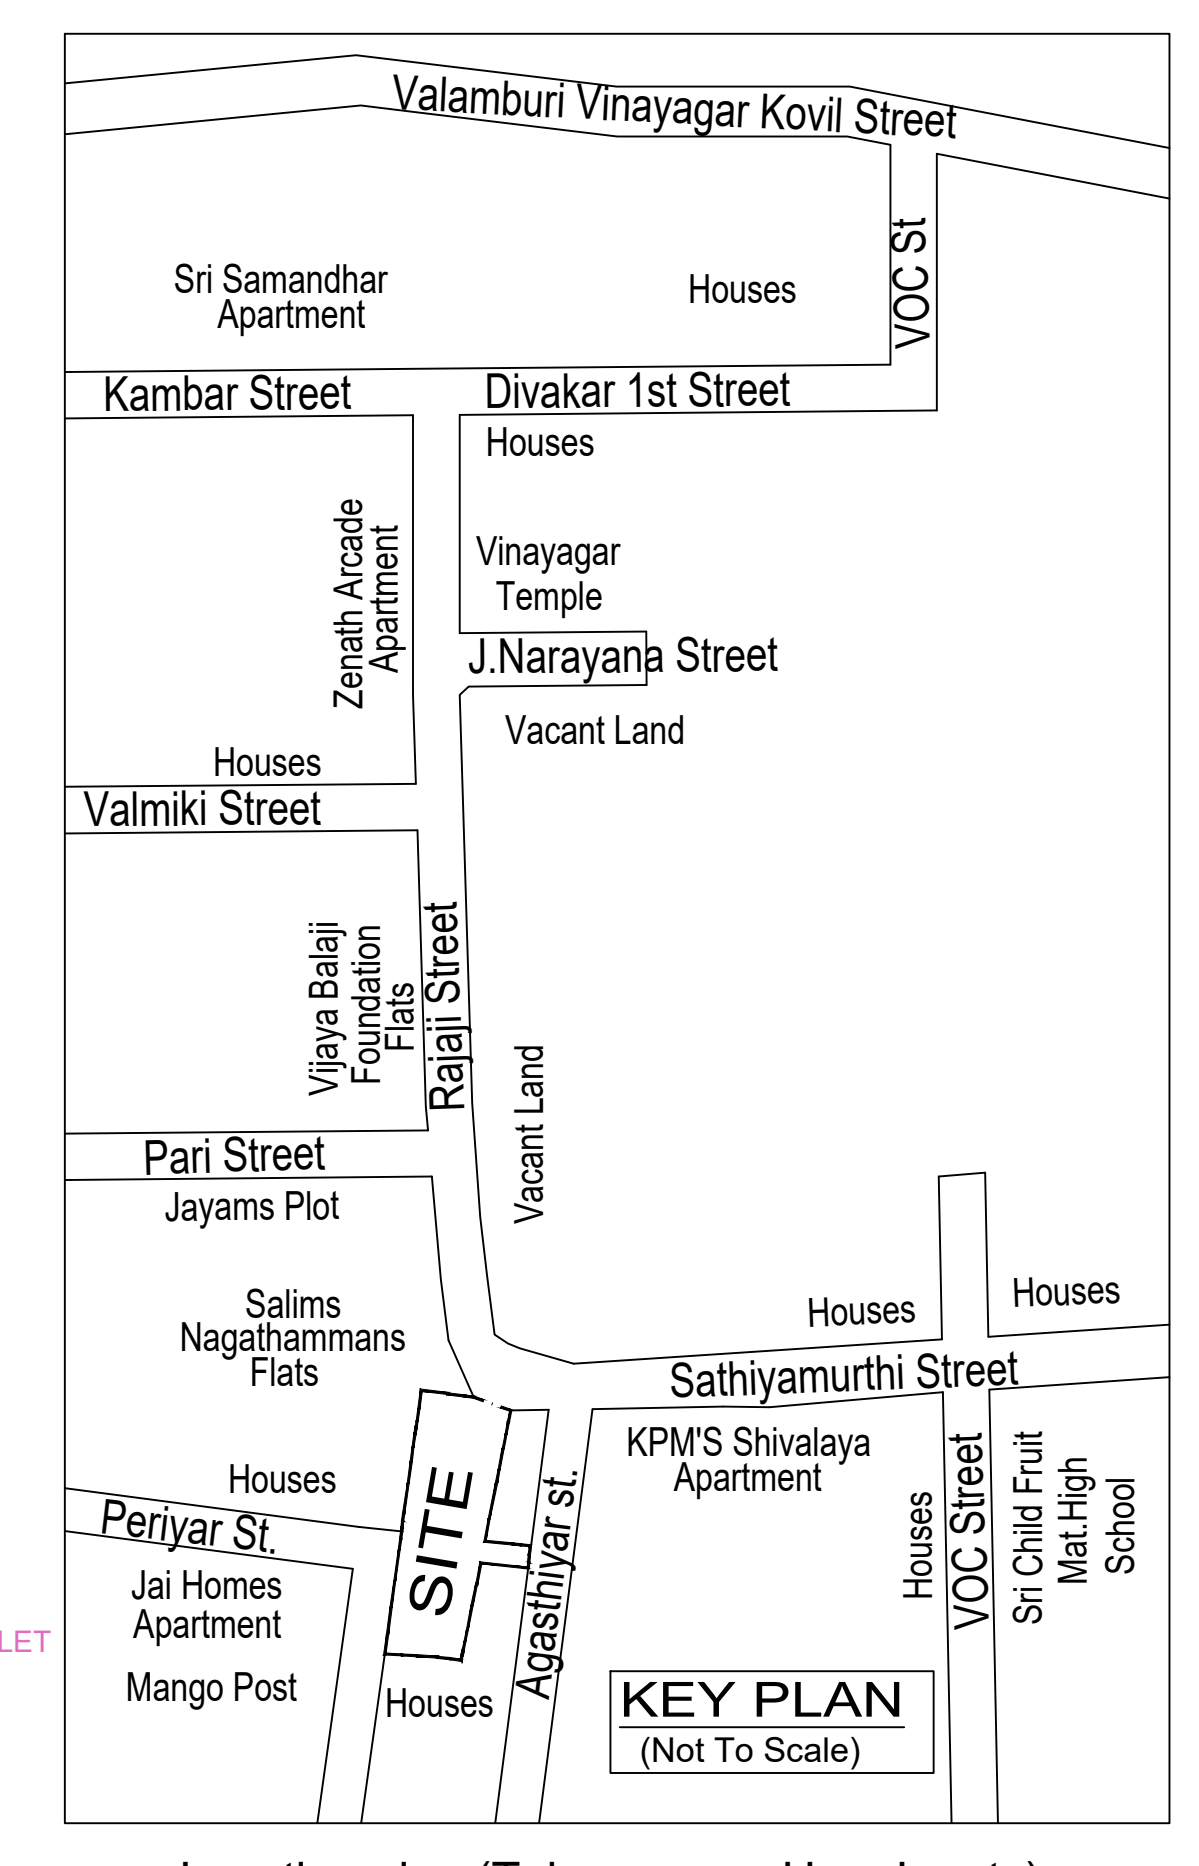 Valamburi Vinayagar Kovil Street
VOC St
Sri Samandhar
Apartment
Houses
Kambar Street
Divakar 1st Street
Houses
Zenath Arcade
Apartment
Vinayagar
Temple
J.Narayana Street
Vacant Land
Houses
Valmiki Street
Vijaya Balaji
Foundation
Flats
Rajaji Street
Vacant Land
Pari Street
Jayams Plot
Salims
Nagathammans
Flats
Houses
Houses
Sathiyamurthi Street
KPM'S Shivalaya
Apartment
Houses
VOC Street
Sri Child Fruit
Mat.High
School
Houses
Periyar St.
SITE
Agasthiyar st.
Jai Homes
Apartment
LET
Mango Post
Houses
KEY PLAN
(Not To Scale)